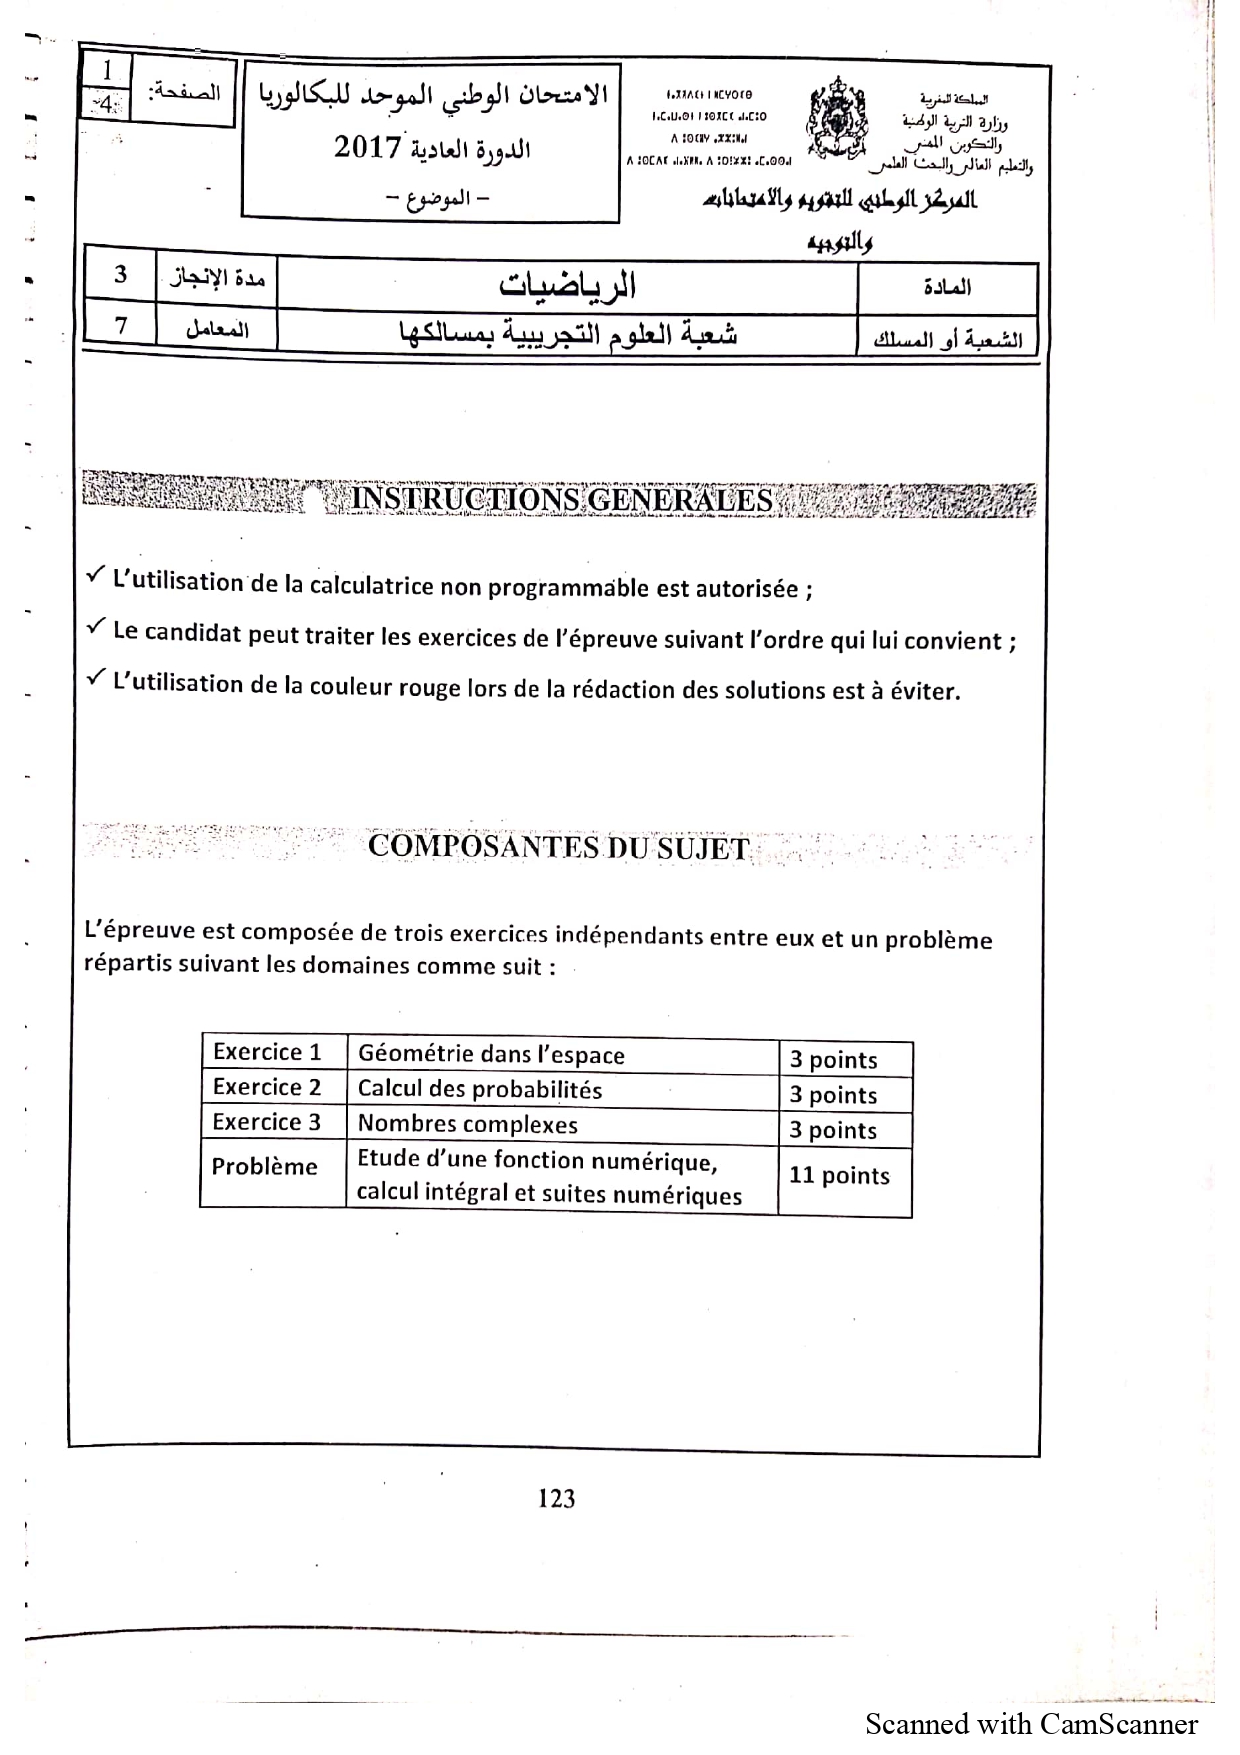 1
4
الصفحة:
الامتحان الوطني الموحد للبكالوريا
الدورة العادية 2017
- الموضوع -
المملكة المغربية
وزارة التربية الوطنية
والتكوين المهني
والتعليم العالي والبحث العلمي
المركز الوطني للتقويم والامتحانات
والتوجيه
المادة
الرياضيات
مدة الإنجاز
3
الشعبة أو المسلك
شعبة العلوم التجريبية بمسالكها
المعامل
7
INSTRUCTIONS GENERALES
✓ L'utilisation de la calculatrice non programmable est autorisée ;
✓ Le candidat peut traiter les exercices de l'épreuve suivant l'ordre qui lui convient ;
✓ L'utilisation de la couleur rouge lors de la rédaction des solutions est à éviter.
COMPOSANTES DU SUJET
L'épreuve est composée de trois exercices indépendants entre eux et un problème
répartis suivant les domaines comme suit :
Exercice 1 Géométrie dans l'espace 3 points
Exercice 2 Calcul des probabilités 3 points
Exercice 3 Nombres complexes 3 points
Problème Etude d'une fonction numérique,
calcul intégral et suites numériques 11 points
123
Scanned with CamScanner